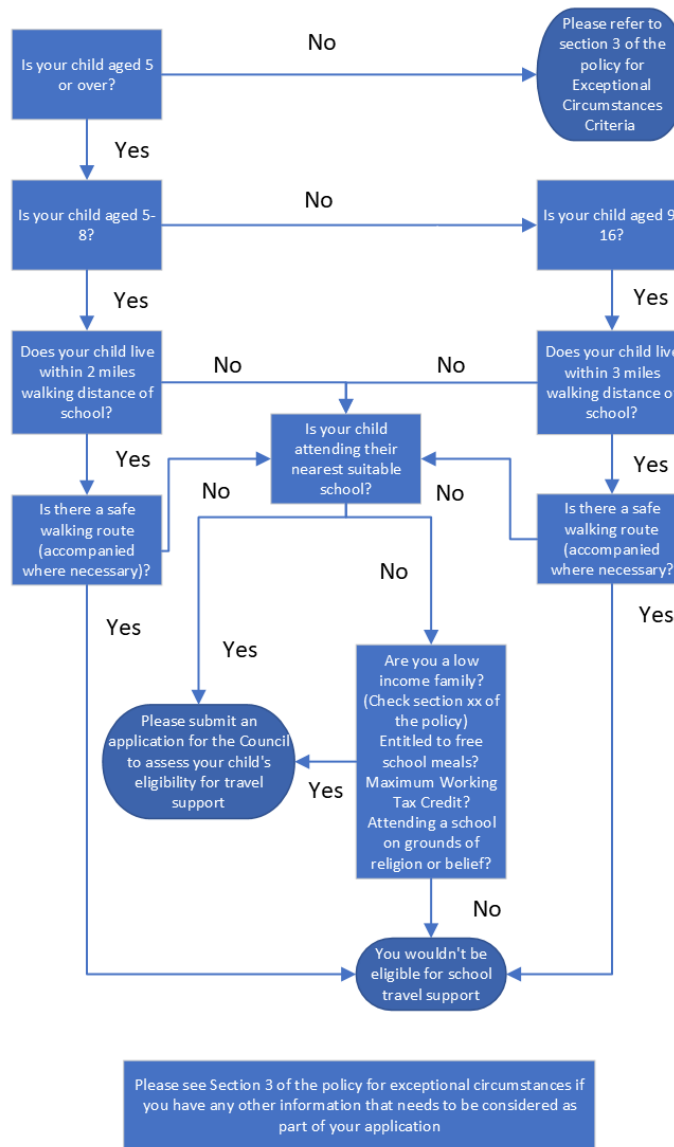 No
Please refer to
section 3 of the
policy for
Exceptional
Circumstances
Criteria
Is your child aged 5
or over?
Yes
No
Is your child aged 5-
8?
Is your child aged 9
16?
Yes
Yes
Does your child live
within 2 miles
walking distance of
school?
No
No
Does your child live
within 3 miles
walking distance of
school?
Is your child
attending their
nearest suitable
school?
Yes
Yes
No
No
Is there a safe
walking route
(accompanied
where necessary)?
Is there a safe
walking route
(accompanied
where necessary?
No
Yes
Yes
Yes
Are you a low
income family?
(Check section xx of
the policy)
Entitled to free
school meals?
Maximum Working
Tax Credit?
Attending a school
on grounds of
religion or belief?
Please submit an
application for the Council
to assess your child's
eligibility for travel
support
Yes
No
You wouldn't be
eligible for school
travel support
Please see Section 3 of the policy for exceptional circumstances if
you have any other information that needs to be considered as
part of your application